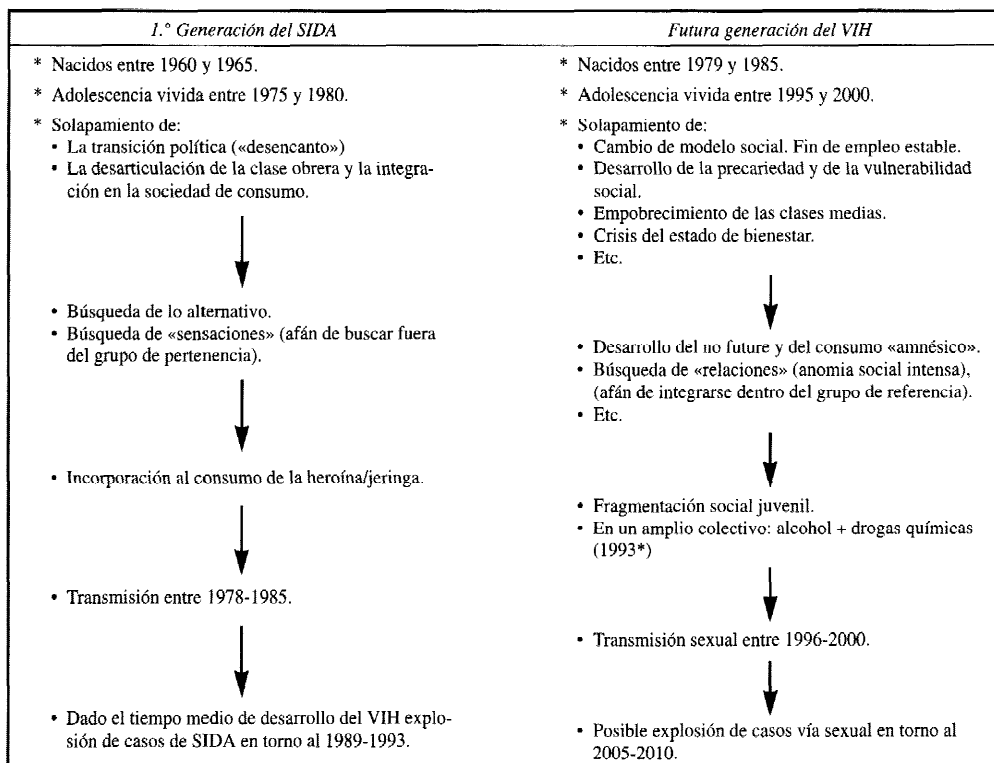 1.° Generación del SIDA
* Nacidos entre 1960 y 1965.
* Adolescencia vivida entre 1975 y 1980.
* Solapamiento de:
• La transición política («desencanto»)
• La desarticulación de la clase obrera y la integra-
ción en la sociedad de consumo.
• Búsqueda de lo alternativo.
• Búsqueda de «sensaciones» (afán de buscar fuera
del grupo de pertenencia).
• Incorporación al consumo de la heroína/jeringa.
• Transmisión entre 1978-1985.
• Dado el tiempo medio de desarrollo del VIH explo-
sión de casos de SIDA en torno al 1989-1993.
Futura generación del VIH
* Nacidos entre 1979 y 1985.
* Adolescencia vivida entre 1995 y 2000.
* Solapamiento de:
• Cambio de modelo social. Fin de empleo estable.
• Desarrollo de la precariedad y de la vulnerabilidad
social.
• Empobrecimiento de las clases medias.
• Crisis del estado de bienestar.
• Etc.
• Desarrollo del no future y del consumo «amnésico».
• Búsqueda de «relaciones» (anomia social intensa),
(afán de integrarse dentro del grupo de referencia).
• Etc.
• Fragmentación social juvenil.
• En un amplio colectivo: alcohol + drogas químicas
(1993*)
• Transmisión sexual entre 1996-2000.
• Posible explosión de casos vía sexual en torno al
2005-2010.